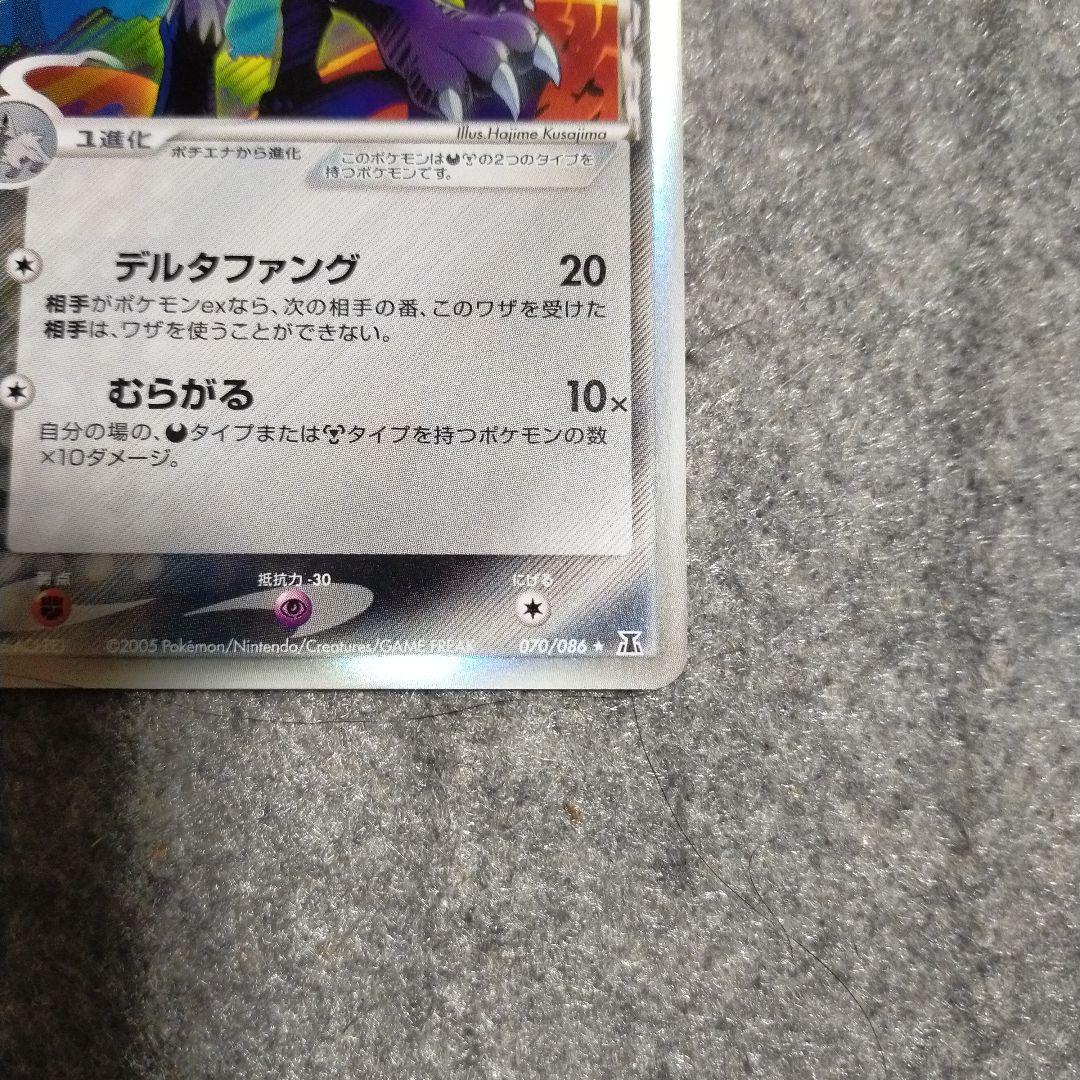 Illus.Hajime Kusajima
1進化
ポチエナから進化
このポケモンはの2つのタイプを
持つポケモンです。
デルタファング 20
相手がポケモンexなら、次の相手の番、このワザを受けた
相手は、ワザを使うことができない。
むらがる 10×
自分の場の、タイプまたはタイプを持つポケモンの数
×10ダメージ。
弱点 抵抗力 -30 にげる
©2005 Pokémon/Nintendo/Creatures/GAME FREAK 070/086 ★